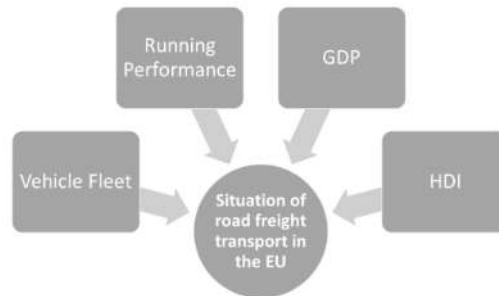 Running
Performance
GDP
Vehicle Fleet
HDI
Situation of
road freight
transport in
the EU